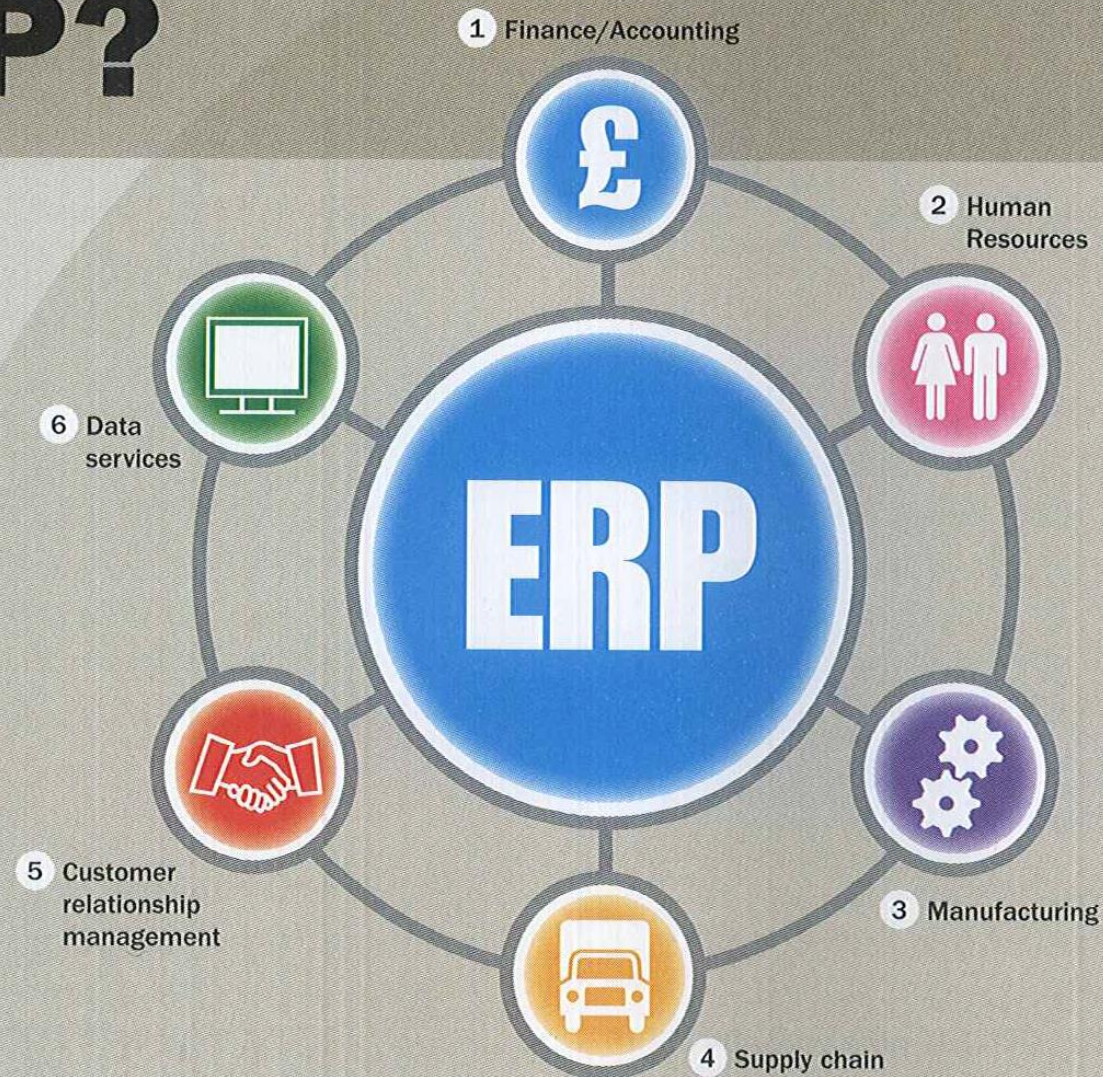 P?
1 Finance/Accounting
£
2 Human
Resources
ERP
3 Manufacturing
4 Supply chain
5 Customer
relationship
management
6 Data
services